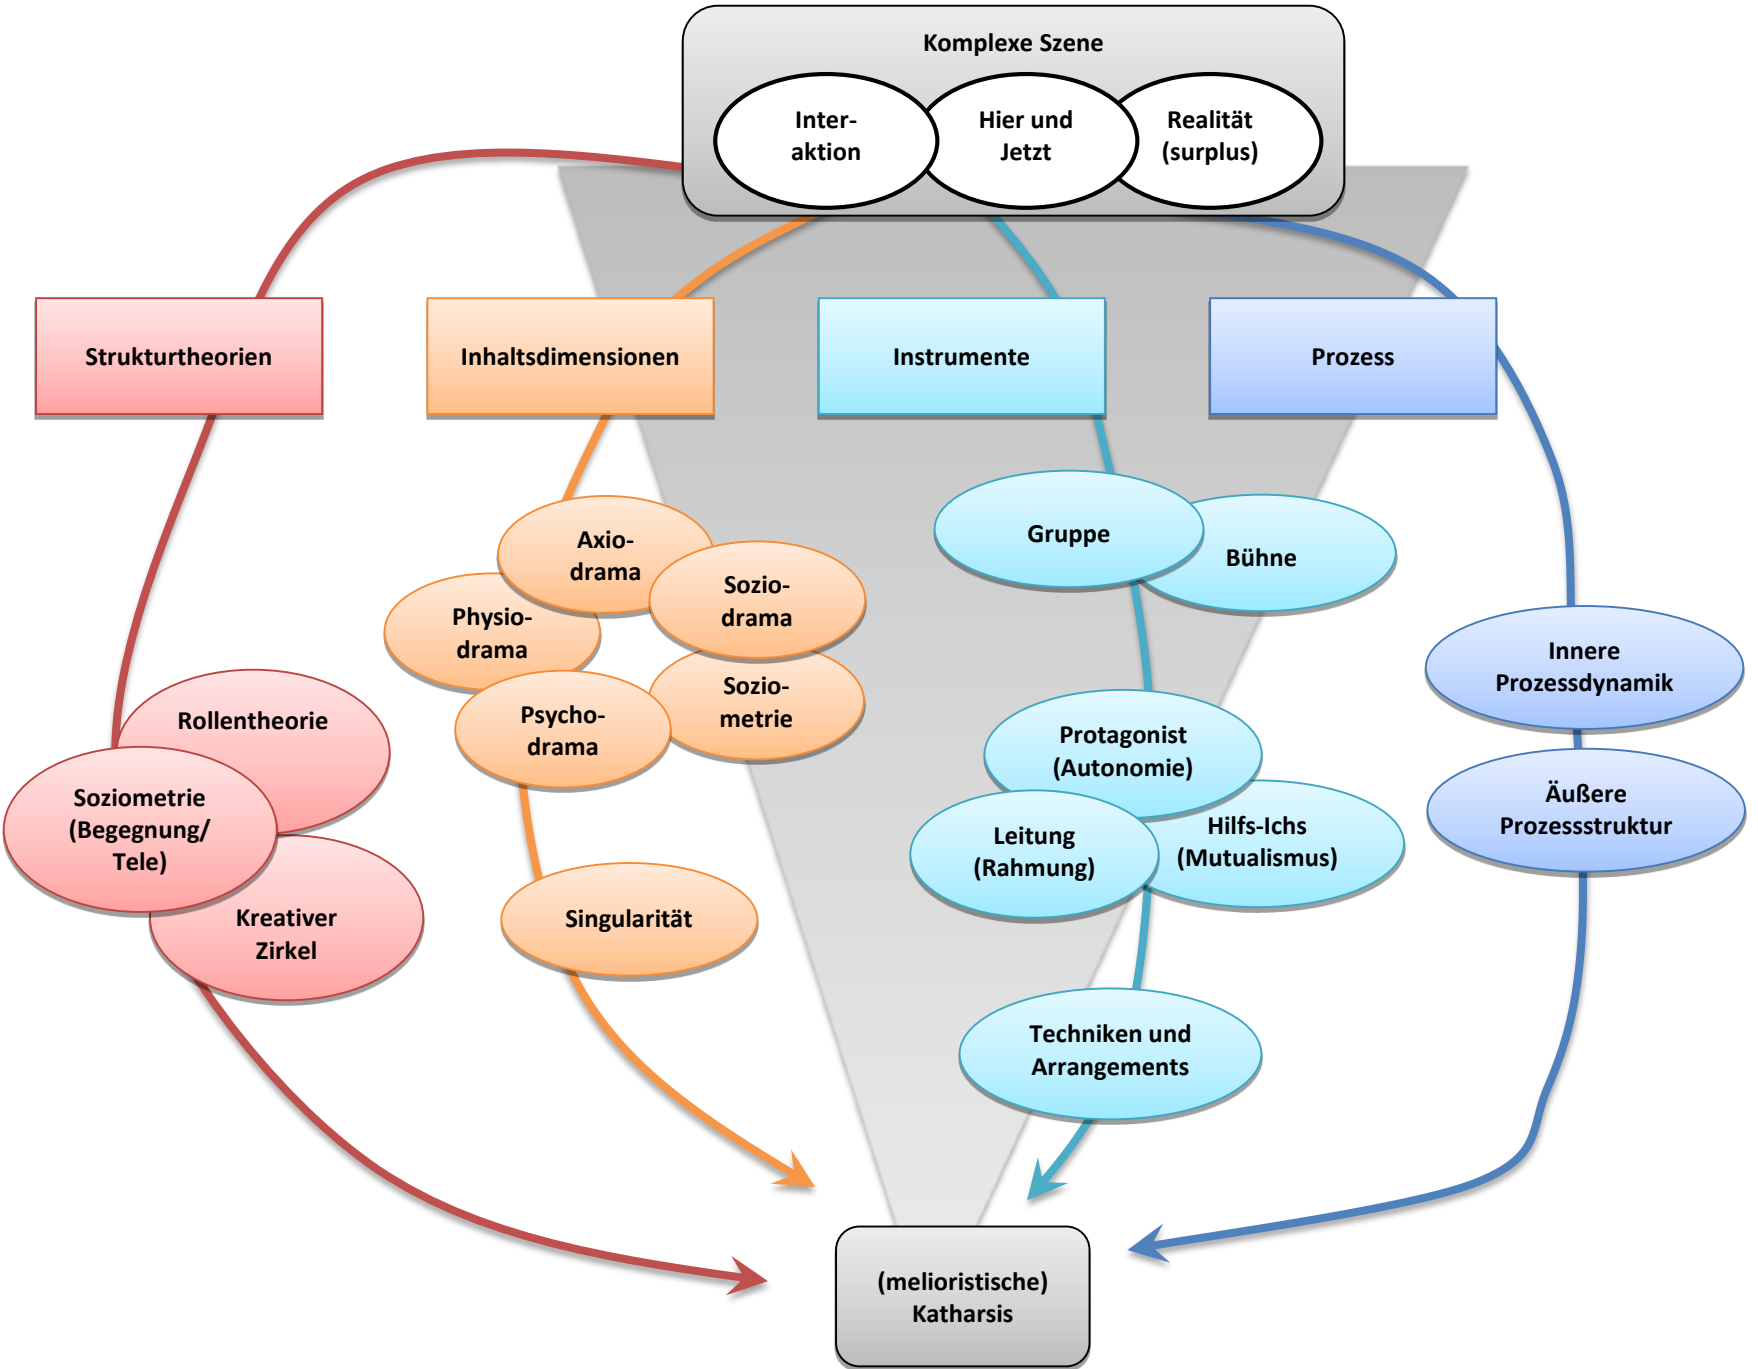 Komplexe Szene
Inter-
aktion
Hier und
Jetzt
Realität
(surplus)
Strukturtheorien
Inhaltsdimensionen
Instrumente
Prozess
Axio-
drama
Sozio-
drama
Physio-
drama
Psycho-
drama
Sozio-
metrie
Singularität
Gruppe
Bühne
Protagonist
(Autonomie)
Leitung
(Rahmung)
Hilfs-Ichs
(Mutualismus)
Techniken und
Arrangements
Innere
Prozessdynamik
Äußere
Prozessstruktur
Rollentheorie
Soziometrie
(Begegnung/
Tele)
Kreativer
Zirkel
(melioristische)
Katharsis